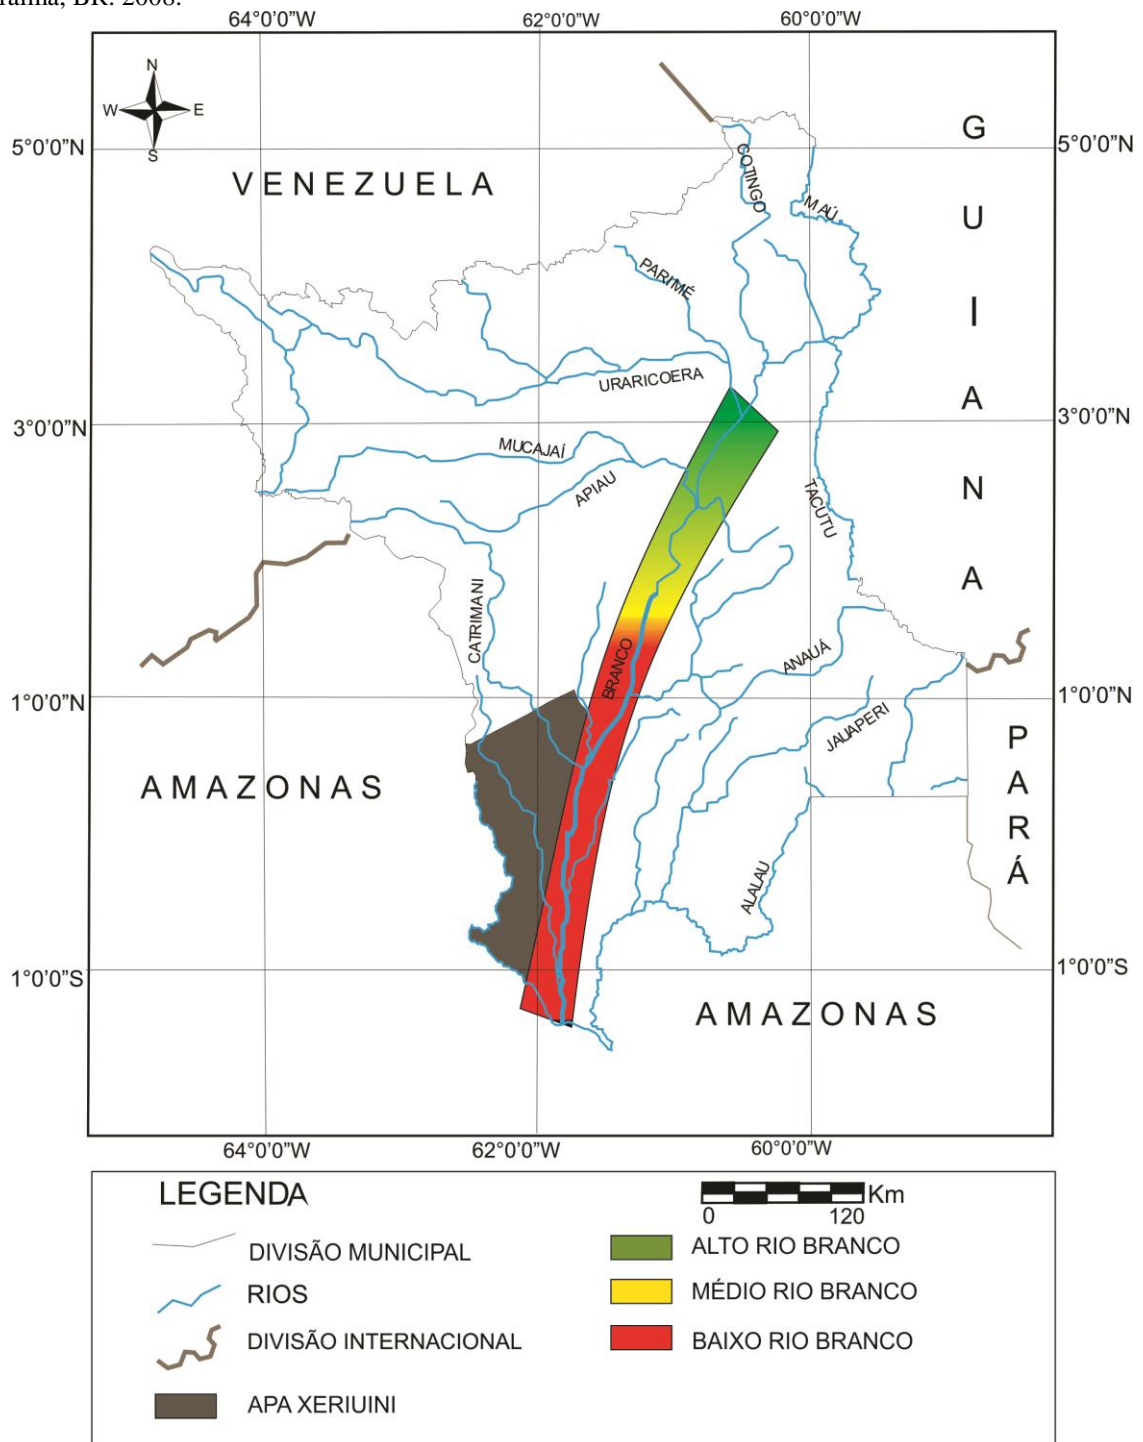 BR. 2008.
64°0'0"W 62°0'0"W 60°0'0"W
N
W E
S
5°0'0"N 5°0'0"N
VENEZUELA
GUIANA
COTINGO
MAÚ
PARIMÉ
URARICOERA
3°0'0"N 3°0'0"N
MUCAJAÍ
APIAU
TACUTU
CATRIMANI
BRANCO
ANAUÁ
1°0'0"N 1°0'0"N
JAUAPERI
PARÁ
AMAZONAS
ALALAU
1°0'0"S 1°0'0"S
AMAZONAS
64°0'0"W 62°0'0"W 60°0'0"W
LEGENDA
Km
0 120
DIVISÃO MUNICIPAL
RIOS
DIVISÃO INTERNACIONAL
APA XERIUINI
ALTO RIO BRANCO
MÉDIO RIO BRANCO
BAIXO RIO BRANCO